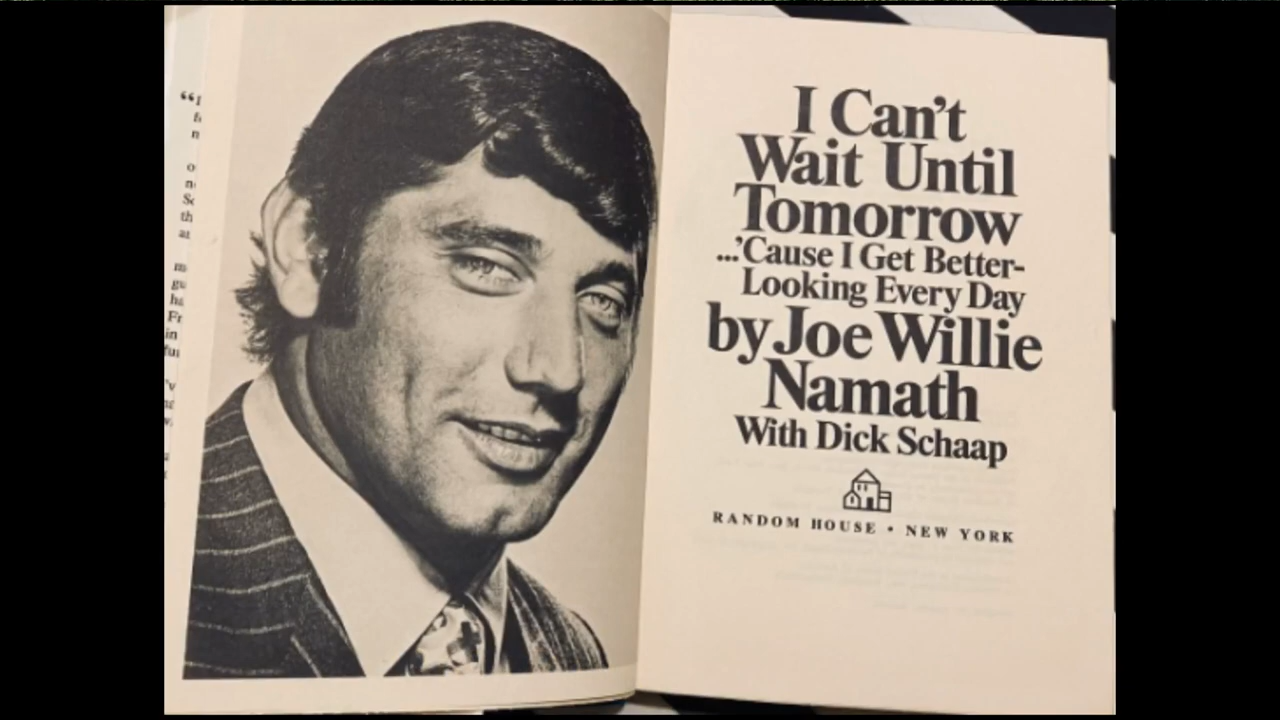 I Can't
Wait Until
Tomorrow
...'Cause I Get Better-
Looking Every Day
by Joe Willie
Namath
With Dick Schaap
RANDOM HOUSE • NEW YORK